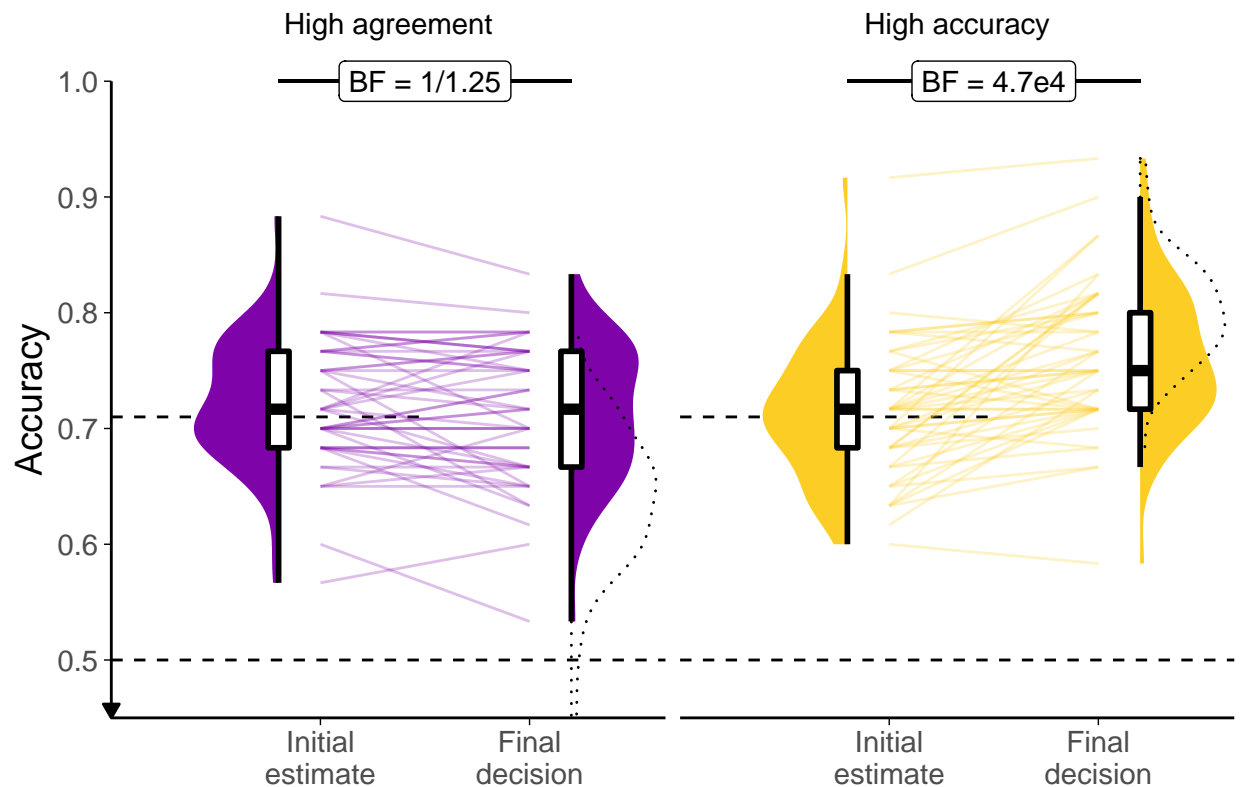 High agreement
High accuracy
BF = 1/1.25
BF = 4.7e4
1.0
0.9
0.8
0.7
0.6
0.5
Accuracy
Initial
estimate
Final
decision
Initial
estimate
Final
decision